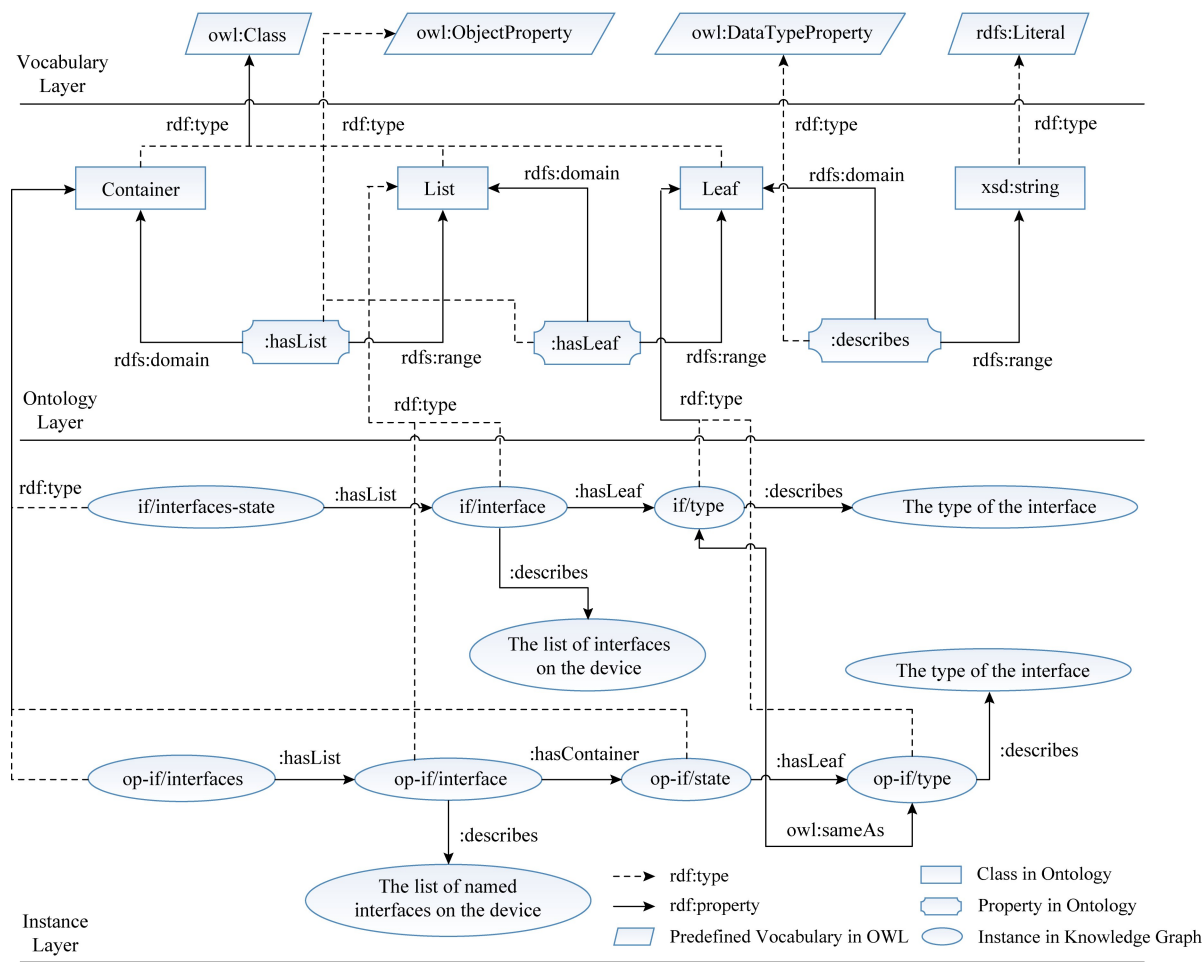 owl:Class
owl:ObjectProperty
owl:DataTypeProperty
rdfs:Literal
Vocabulary
Layer
rdf:type
rdf:type
rdf:type
rdf:type
Container
List
rdfs:domain
Leaf
rdfs:domain
xsd:string
:hasList
:hasLeaf
:describes
rdfs:domain
rdfs:range
rdfs:range
rdfs:range
Ontology
Layer
rdf:type
rdf:type
rdf:type
if/interfaces-state
:hasList
if/interface
:hasLeaf
if/type
:describes
The type of the interface
:describes
The list of interfaces
on the device
The type of the interface
op-if/interfaces
:hasList
op-if/interface
:hasContainer
op-if/state
:hasLeaf
op-if/type
:describes
:describes
owl:sameAs
The list of named
interfaces on the device
rdf:type
Class in Ontology
rdf:property
Property in Ontology
Predefined Vocabulary in OWL
Instance in Knowledge Graph
Instance
Layer